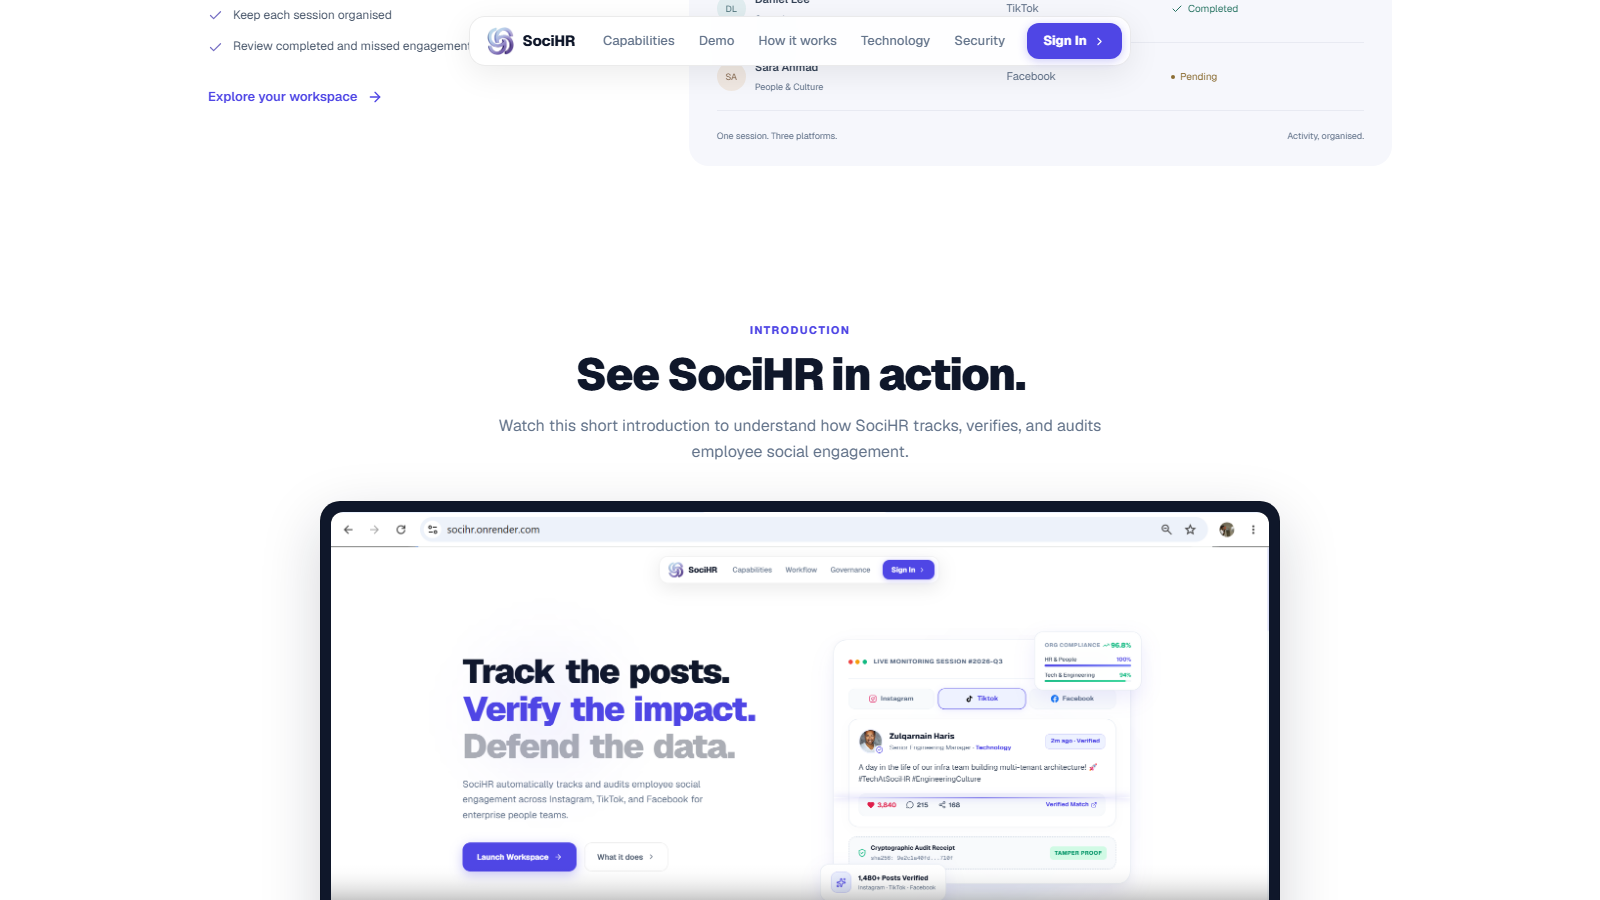 Keep each session organised
Review completed and missed engagement
Explore your workspace
DL
TikTok
Completed
SociHR
Capabilities
Demo
How it works
Technology
Security
Sign In
SA
Sara Ahmad
People & Culture
Facebook
Pending
One session. Three platforms.
Activity, organised.
INTRODUCTION
See SociHR in action.
Watch this short introduction to understand how SociHR tracks, verifies, and audits
employee social engagement.
socihr.onrender.com
SociHR
Capabilities
Workflow
Governance
Sign In
Track the posts.
Verify the impact.
Defend the data.
SociHR automatically tracks and audits employee social
engagement across Instagram, TikTok, and Facebook for
enterprise people teams.
Launch Workspace
What it does
ORG COMPLIANCE
96.8%
HR & People
100%
Tech & Engineering
94%
LIVE MONITORING SESSION #2026-Q3
Instagram
Tiktok
Facebook
Zulqarnain Haris
Senior Engineering Manager · Technology
2m ago · Verified
A day in the life of our infra team building multi-tenant architecture! 🚀
#TechAtSociHR #EngineeringCulture
3,840
215
168
Verified Match
Cryptographic Audit Receipt
TAMPER PROOF
1,480+ Posts Verified
Instagram · TikTok · Facebook